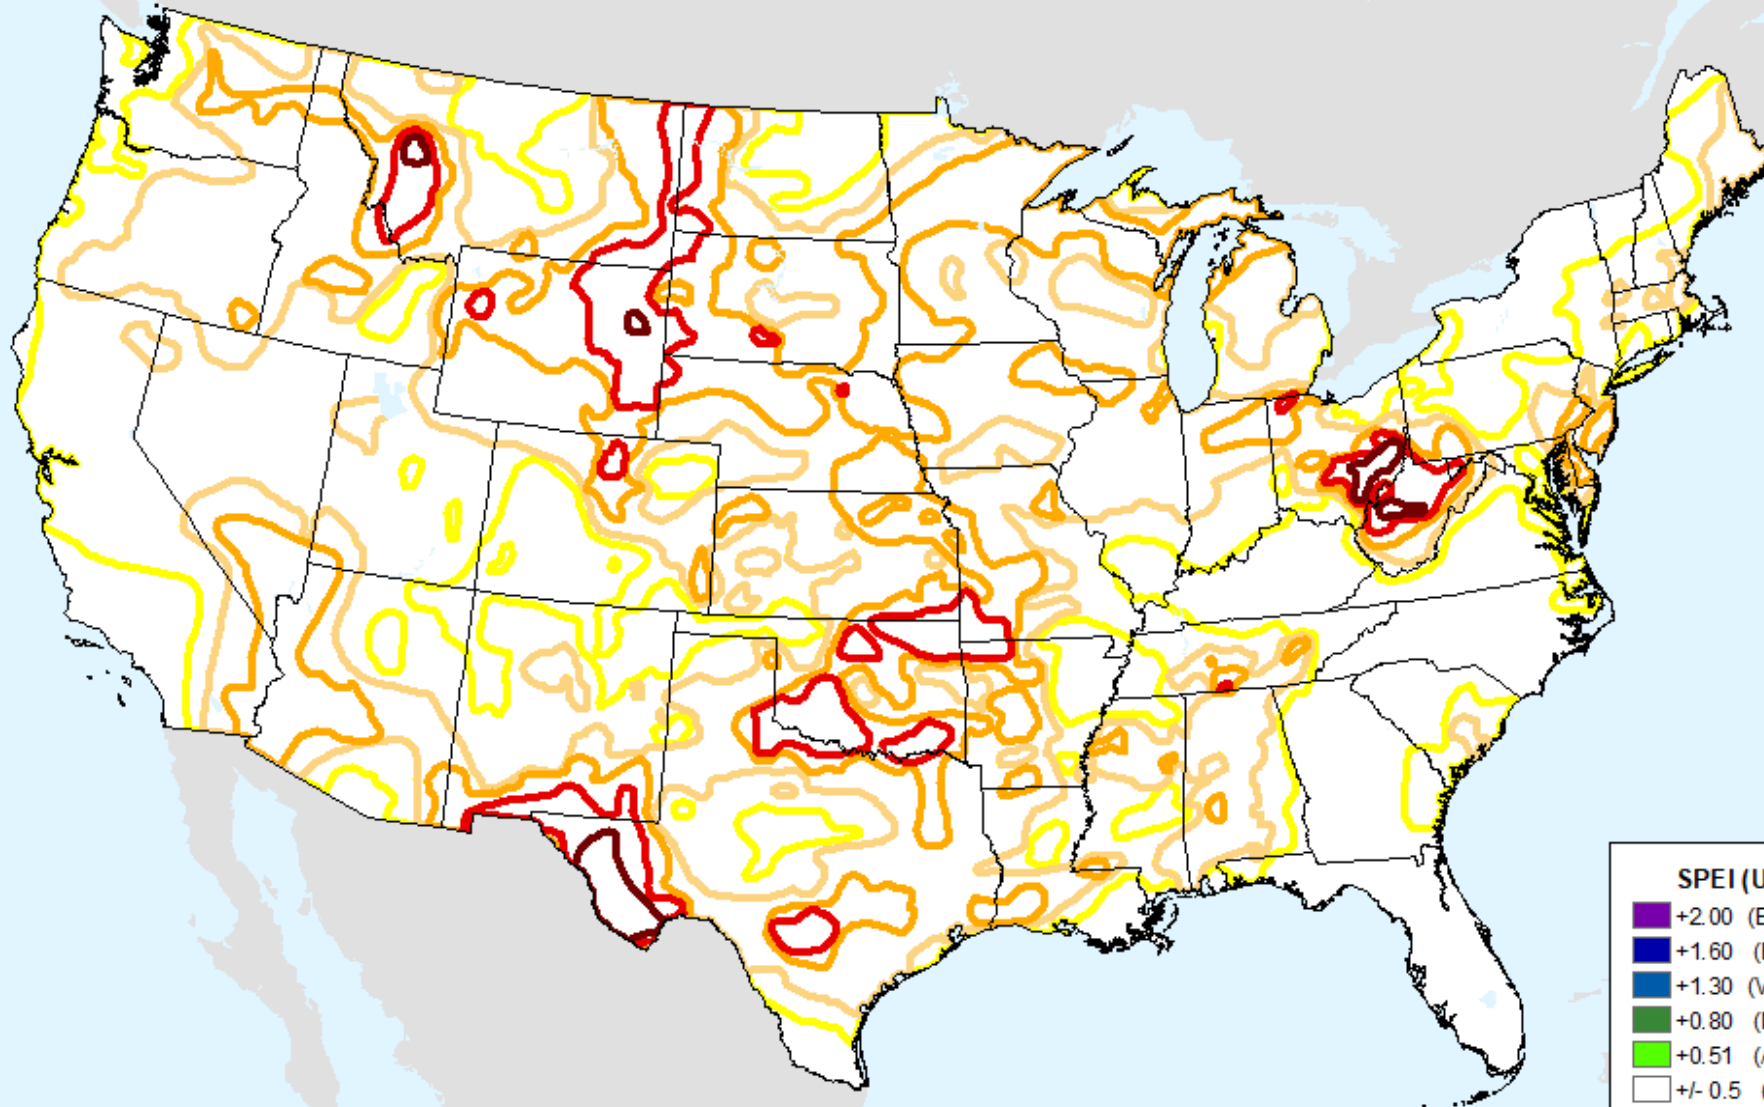 SPEI (U
+2.00 (E
+1.60 (
+1.30 (V
+0.80 (
+0.51 (
+/- 0.5 (